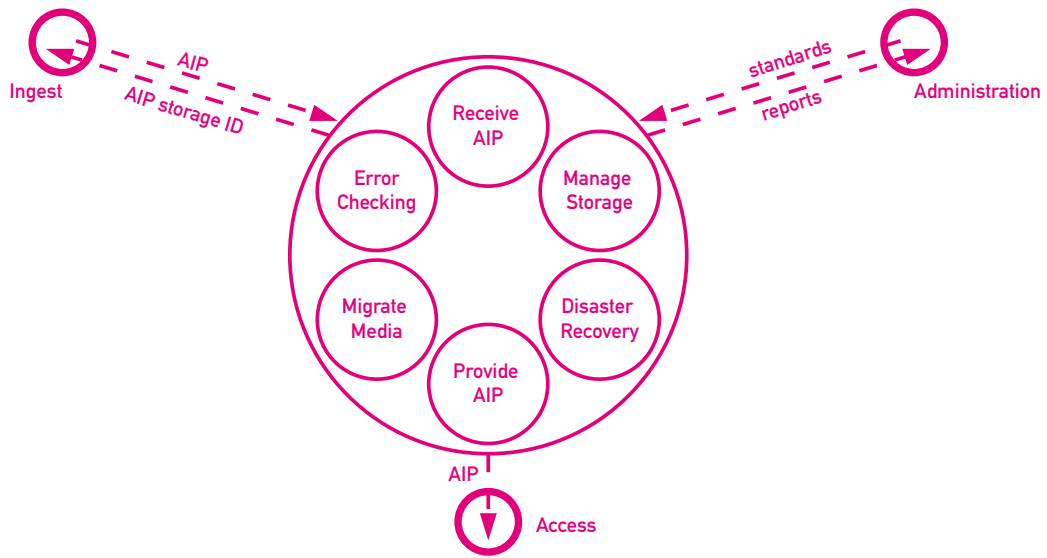 Ingest
AIP
AIP storage ID
standards
reports
Administration
Receive
AIP
Error
Checking
Manage
Storage
Migrate
Media
Disaster
Recovery
Provide
AIP
AIP
Access